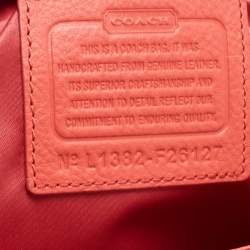 COACH
THIS IS A COACH BAG. IT WAS
HANDCRAFTED FROM GENUINE LEATHER.
ITS SUPERIOR CRAFTSMANSHIP AND
ATTENTION TO DETAIL REFLECT OUR
COMMITMENT TO ENDURING QUALITY.
Nº L1382-F26127